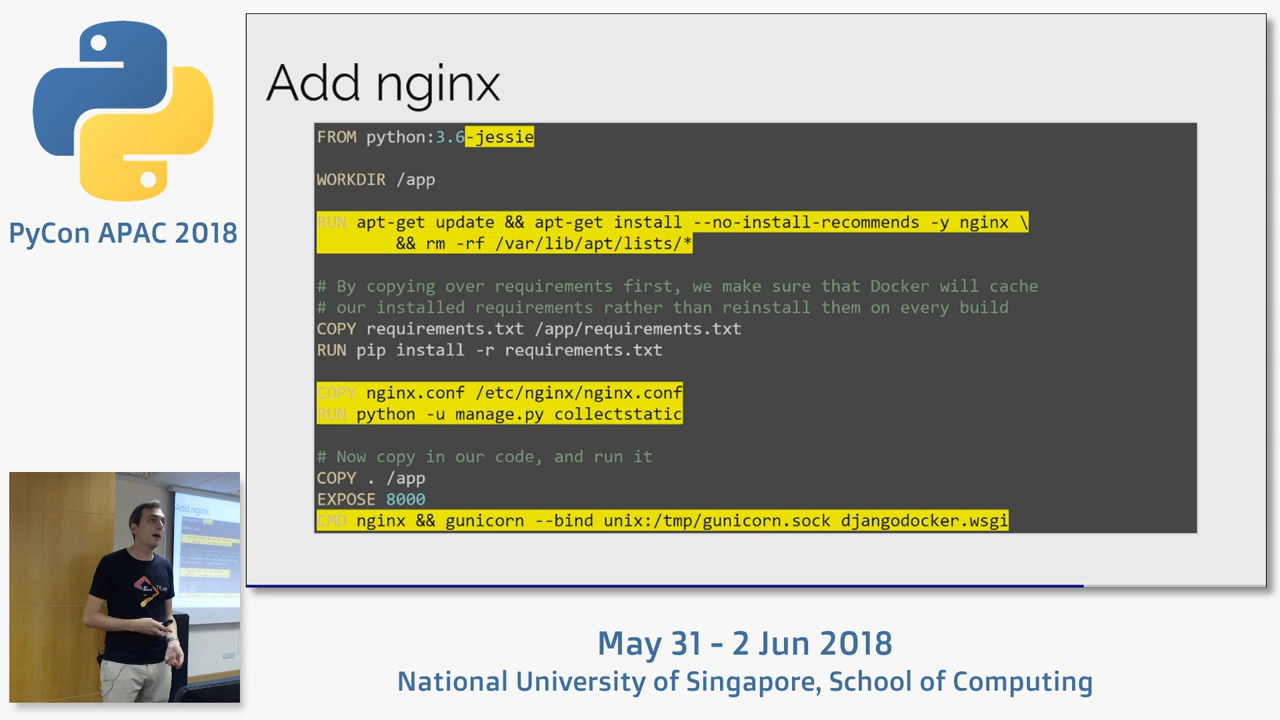 PyCon APAC 2018
Add nginx
FROM python:3.6-jessie
WORKDIR /app
RUN apt-get update && apt-get install --no-install-recommends -y nginx \
&& rm -rf /var/lib/apt/lists/*
# By copying over requirements first, we make sure that Docker will cache
# our installed requirements rather than reinstall them on every build
COPY requirements.txt /app/requirements.txt
RUN pip install -r requirements.txt
COPY nginx.conf /etc/nginx/nginx.conf
RUN python -u manage.py collectstatic
# Now copy in our code, and run it
COPY . /app
EXPOSE 8000
CMD nginx && gunicorn --bind unix:/tmp/gunicorn.sock djangodocker.wsgi
Add nginx
May 31 - 2 Jun 2018
National University of Singapore, School of Computing